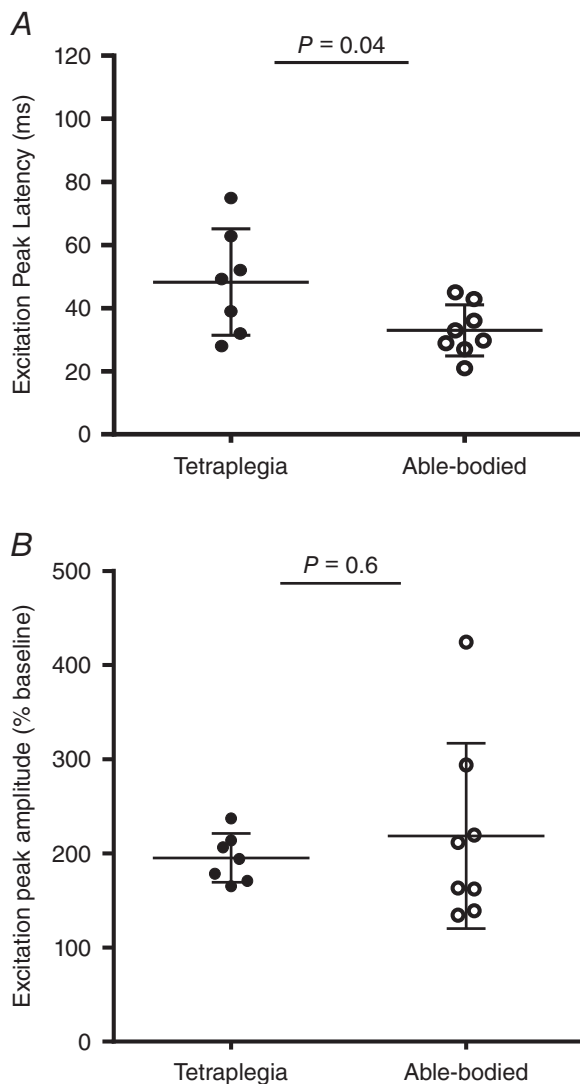 A
P = 0.04
Excitation Peak Latency (ms)
120
100
80
60
40
20
0
Tetraplegia Able-bodied
B
P = 0.6
Excitation peak amplitude (% baseline)
500
400
300
200
100
0
Tetraplegia Able-bodied